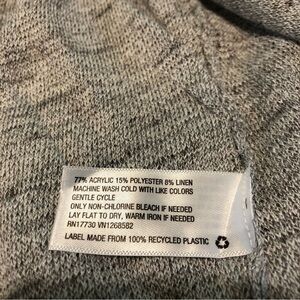 77% ACRYLIC 15% POLYESTER 8% LINEN
MACHINE WASH COLD WITH LIKE COLORS
GENTLE CYCLE
ONLY NON-CHLORINE BLEACH IF NEEDED
LAY FLAT TO DRY, WARM IRON IF NEEDED
RN17730 VN1268582
LABEL MADE FROM 100% RECYCLED PLASTIC